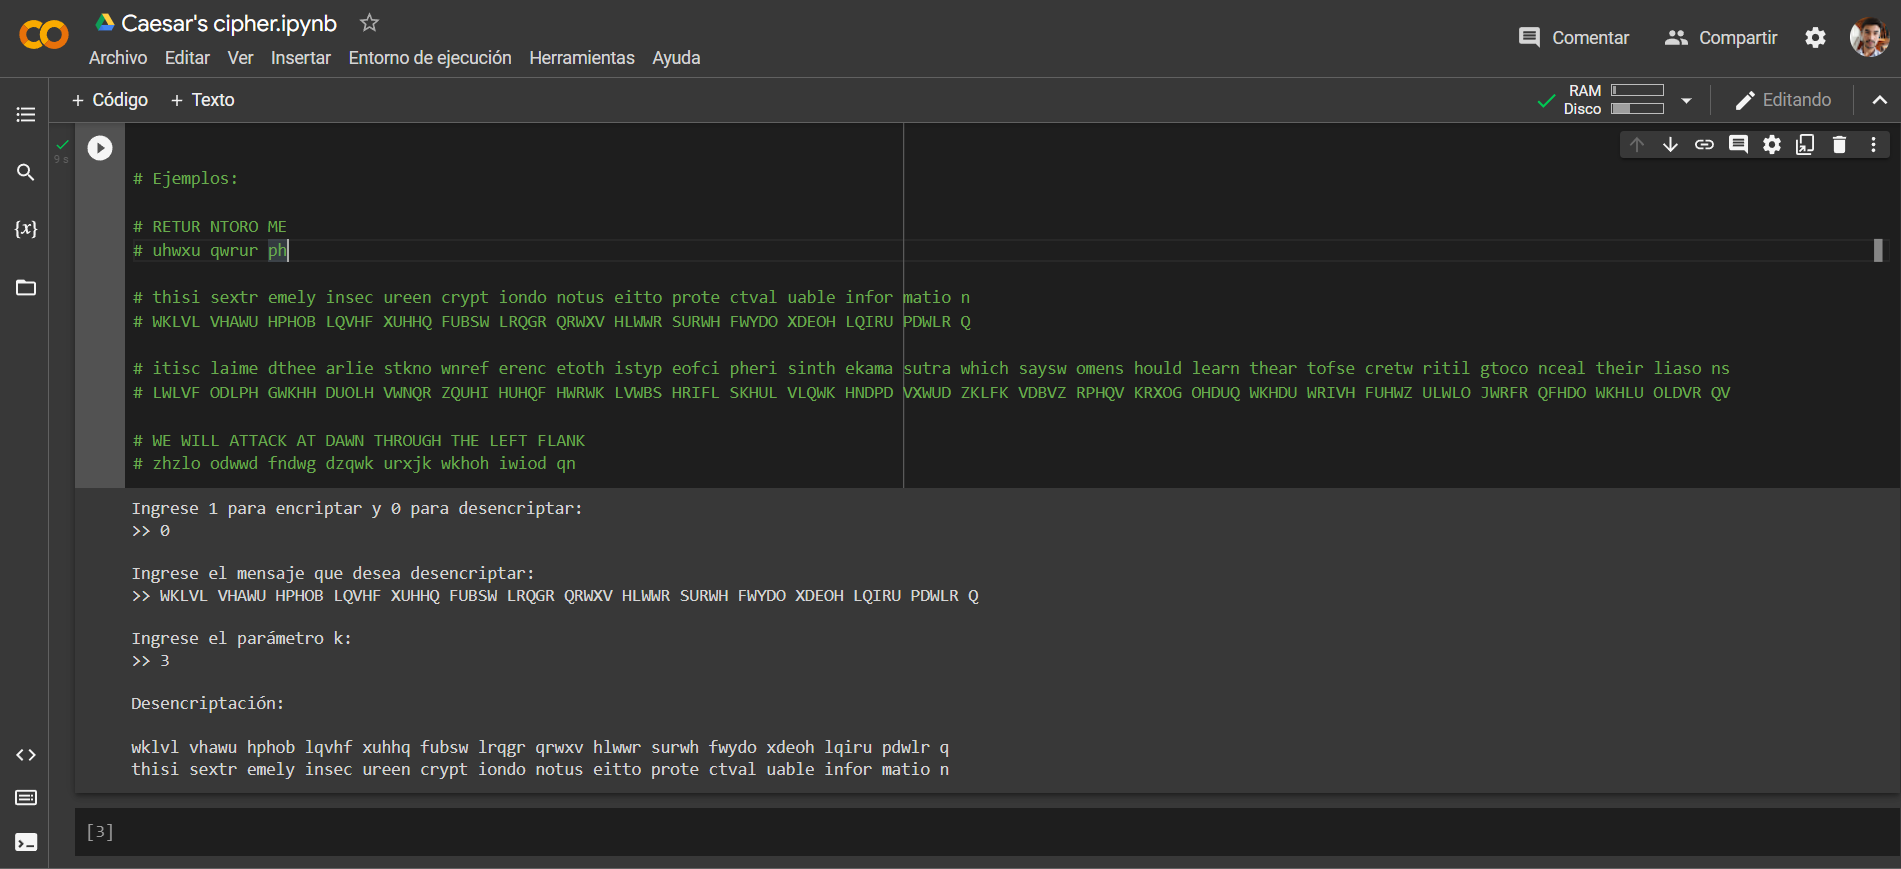 Caesar's cipher.ipynb
Archivo Editar Ver Insertar Entorno de ejecución Herramientas Ayuda
Comentar Compartir
+ Código + Texto
RAM
Disco
Editando
9 s
{x}
# Ejemplos:
# RETUR NTORO ME
# uhwxu qwrur ph
# thisi sextr emely insec ureen crypt iondo notus eitto prote ctval uable infor matio n
# WKLVL VHAWU HPHOB LQVHF XUHHQ FUBSW LRQGR QRWXV HLWWR SURWH FWYDO XDEOH LQIRU PDWLR Q
# itisc laime dthee arlie stkno wnref erenc etoth istyp eofci pheri sinth ekama sutra which saysw omens hould learn thear tofse cretw ritil gtoco nceal their liaso ns
# LWLVF ODLPH GWKHH DUOLH VWNQR ZQUHI HUHQF HWRWK LVWBS HRIFL SKHUL VLQWK HNDPD VXWUD ZKLFK VDBVZ RPHQV KRXOG OHDUQ WKHDU WRIVH FUHWZ ULWLO JWRFR QFHDO WKHLU OLDVR QV
# WE WILL ATTACK AT DAWN THROUGH THE LEFT FLANK
# zhzlo odwwd fndwg dzqwk urxjk wkhoh iwiod qn
Ingrese 1 para encriptar y 0 para desencriptar:
>> 0
Ingrese el mensaje que desea desencriptar:
>> WKLVL VHAWU HPHOB LQVHF XUHHQ FUBSW LRQGR QRWXV HLWWR SURWH FWYDO XDEOH LQIRU PDWLR Q
Ingrese el parámetro k:
>> 3
Desencriptación:
wklvl vhawu hphob lqvhf xuhhq fubsw lrqgr qrwxv hlwwr surwh fwydo xdeoh lqiru pdwlr q
thisi sextr emely insec ureen crypt iondo notus eitto prote ctval uable infor matio n
[3]